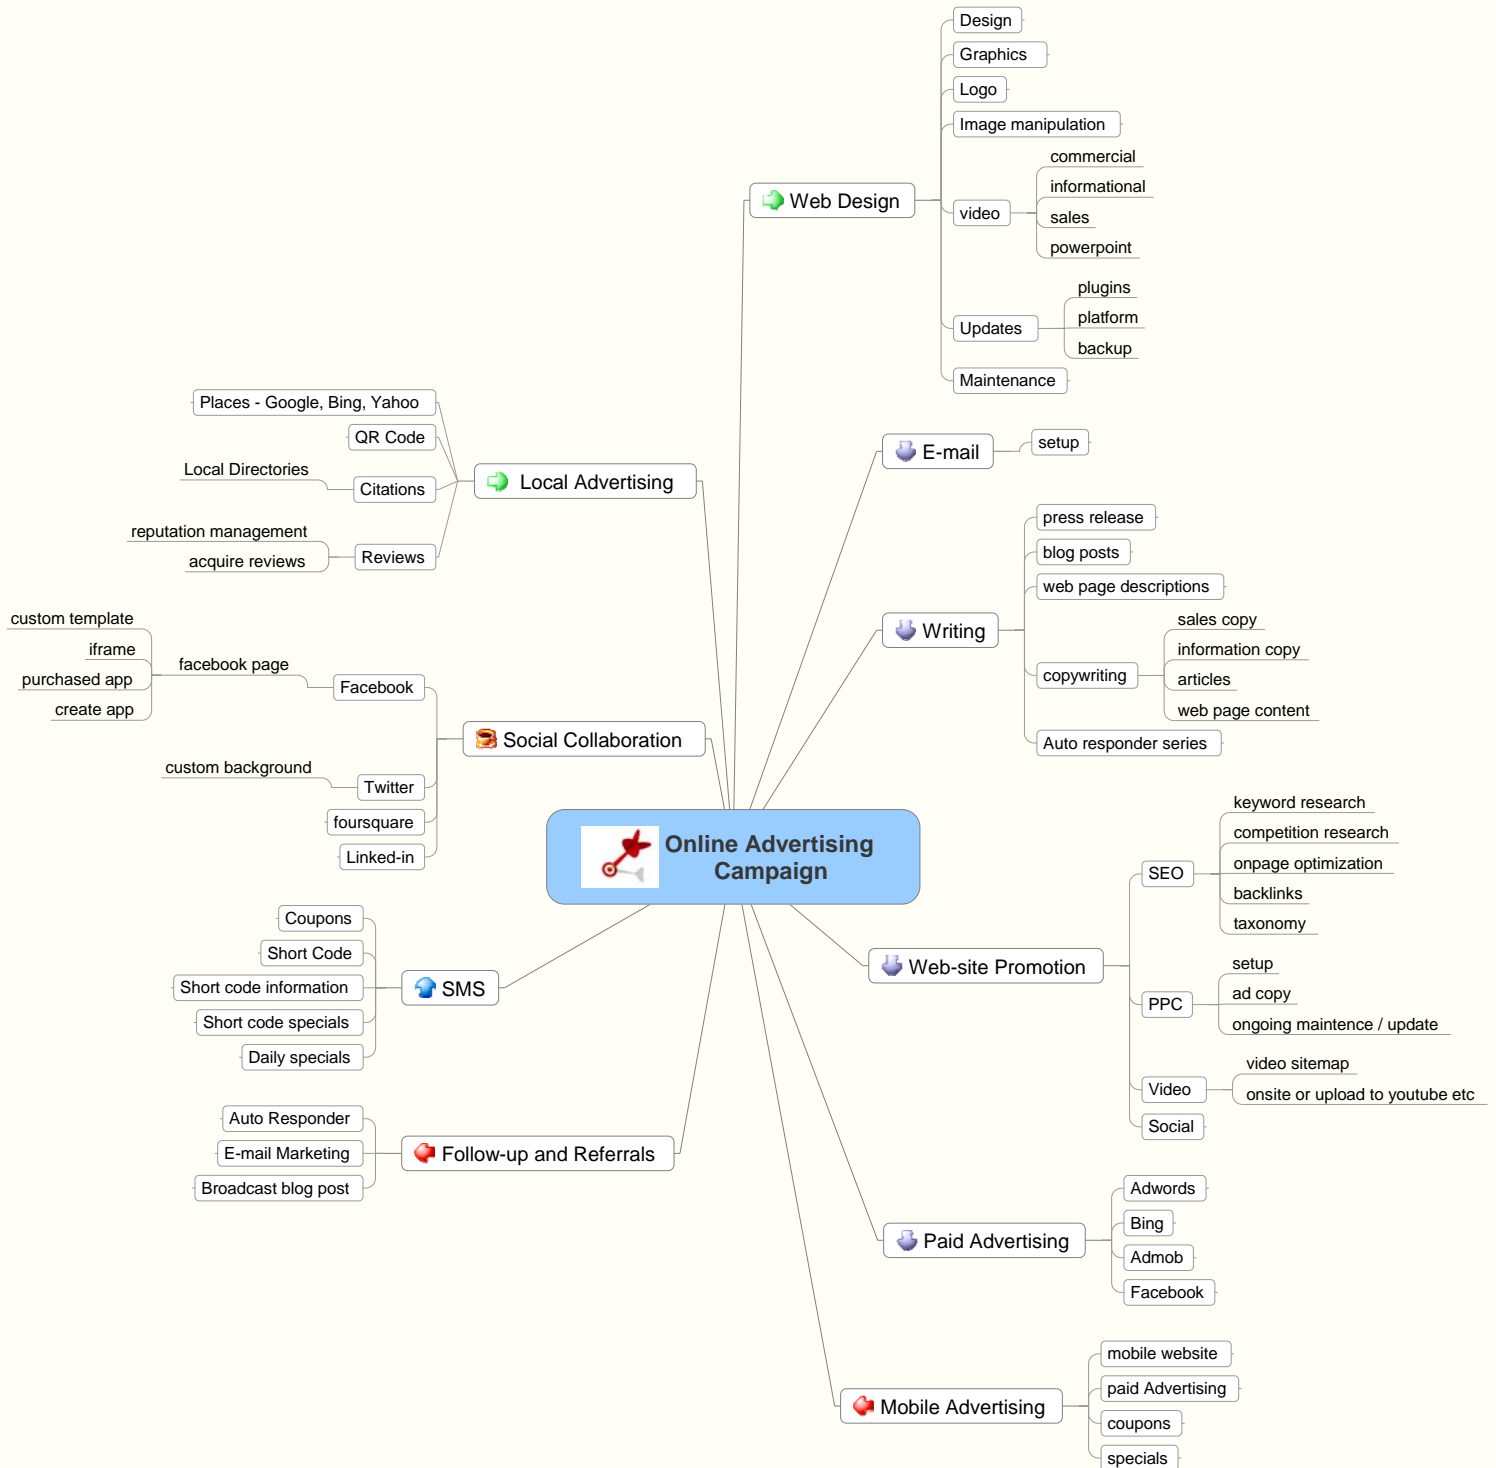 Online Advertising
Campaign
Web Design
Design
Graphics
Logo
Image manipulation
video
commercial
informational
sales
powerpoint
Updates
plugins
platform
backup
Maintenance
E-mail
setup
Writing
press release
blog posts
web page descriptions
copywriting
sales copy
information copy
articles
web page content
Auto responder series
Web-site Promotion
SEO
keyword research
competition research
onpage optimization
backlinks
taxonomy
PPC
setup
ad copy
ongoing maintence / update
Video
video sitemap
onsite or upload to youtube etc
Social
Paid Advertising
Adwords
Bing
Admob
Facebook
Mobile Advertising
mobile website
paid Advertising
coupons
specials
Local Advertising
Places - Google, Bing, Yahoo
QR Code
Citations
Local Directories
Reviews
reputation management
acquire reviews
Social Collaboration
Facebook
facebook page
custom template
iframe
purchased app
create app
Twitter
custom background
foursquare
Linked-in
SMS
Coupons
Short Code
Short code information
Short code specials
Daily specials
Follow-up and Referrals
Auto Responder
E-mail Marketing
Broadcast blog post